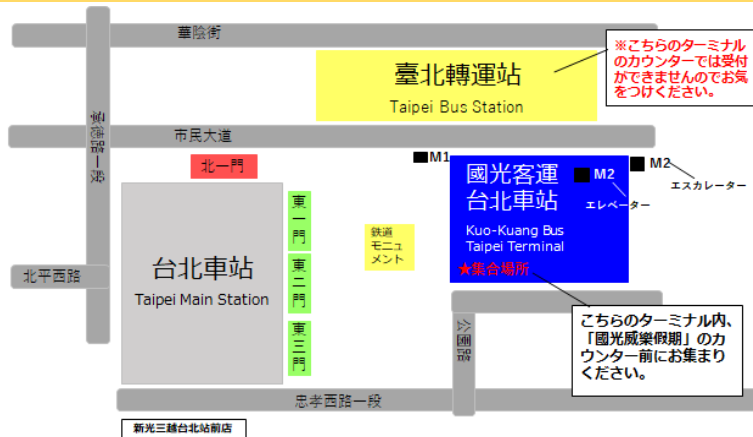 華陰街
※こちらのターミナル
のカウンターでは受付
ができませんのでお気
をつけください。
臺北轉運站
Taipei Bus Station
承德路一段
市民大道
北一門
M1
M2
エスカレーター
國光客運
台北車站
M2
エレベーター
Kuo-Kuang Bus
Taipei Terminal
★集合場所
東一門
鉄道
モニュ
メント
台北車站
Taipei Main Station
東二門
北平西路
東三門
公園路
こちらのターミナル内、
「國光威樂假期」のカ
ウンター前にお集まり
ください。
忠孝西路一段
新光三越台北站前店